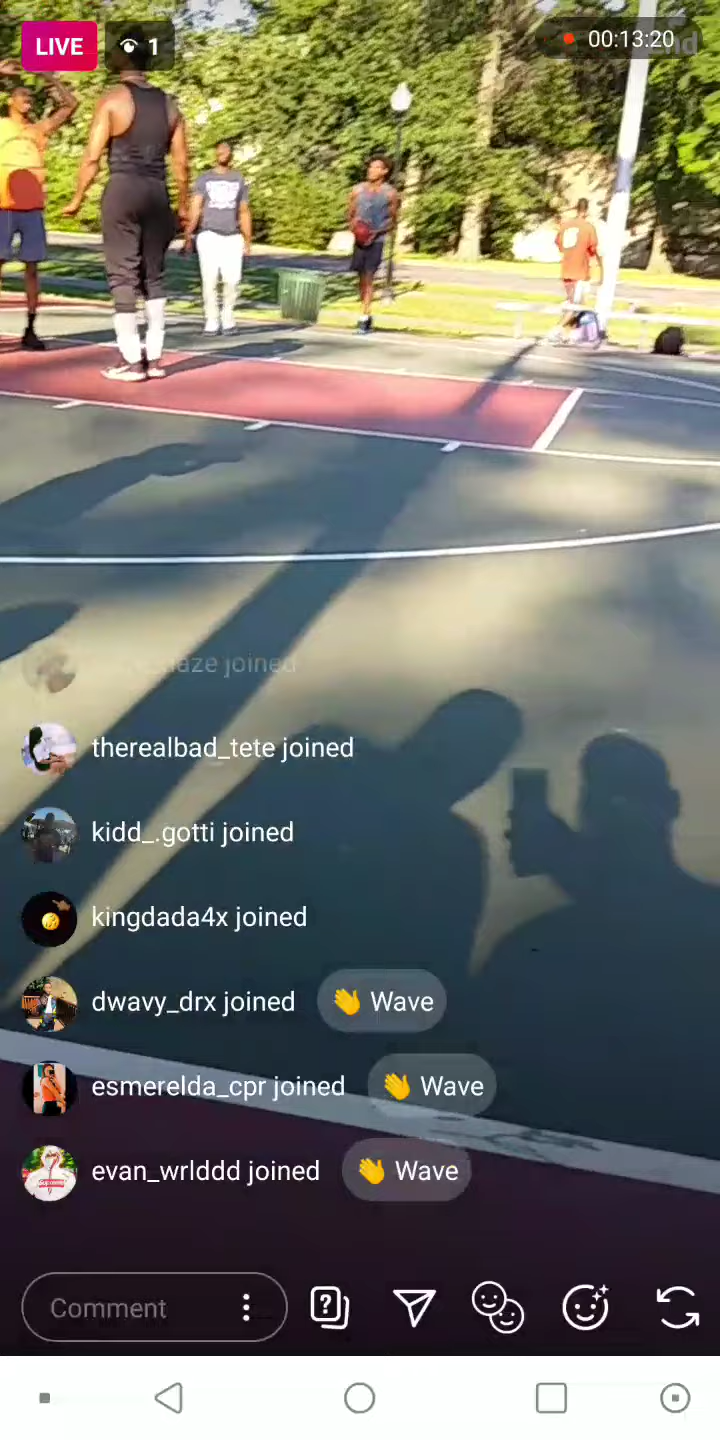 LIVE 1
00:13:20
joined
therealbad_tete joined
kidd_.gotti joined
kingdada4x joined
dwavy_drx joined 👋 Wave
esmerelda_cpr joined 👋 Wave
evan_wrlddd joined 👋 Wave
Comment